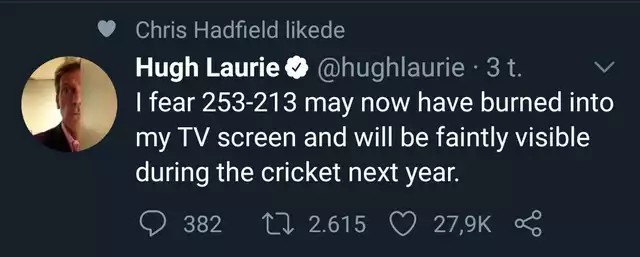 Chris Hadfield likede
Hugh Laurie @hughlaurie · 3 t.
I fear 253-213 may now have burned into
my TV screen and will be faintly visible
during the cricket next year.
382 2.615 27,9K